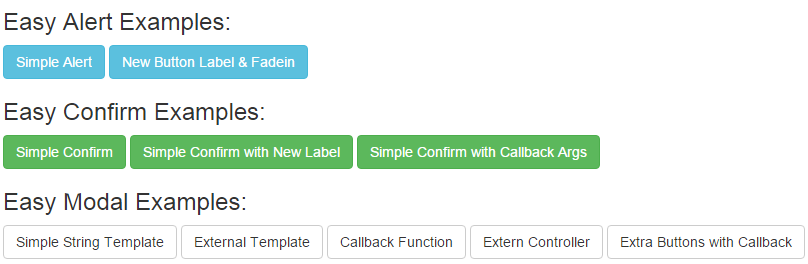 Easy Alert Examples:
Simple Alert New Button Label & Fadein
Easy Confirm Examples:
Simple Confirm Simple Confirm with New Label Simple Confirm with Callback Args
Easy Modal Examples:
Simple String Template External Template Callback Function Extern Controller Extra Buttons with Callback